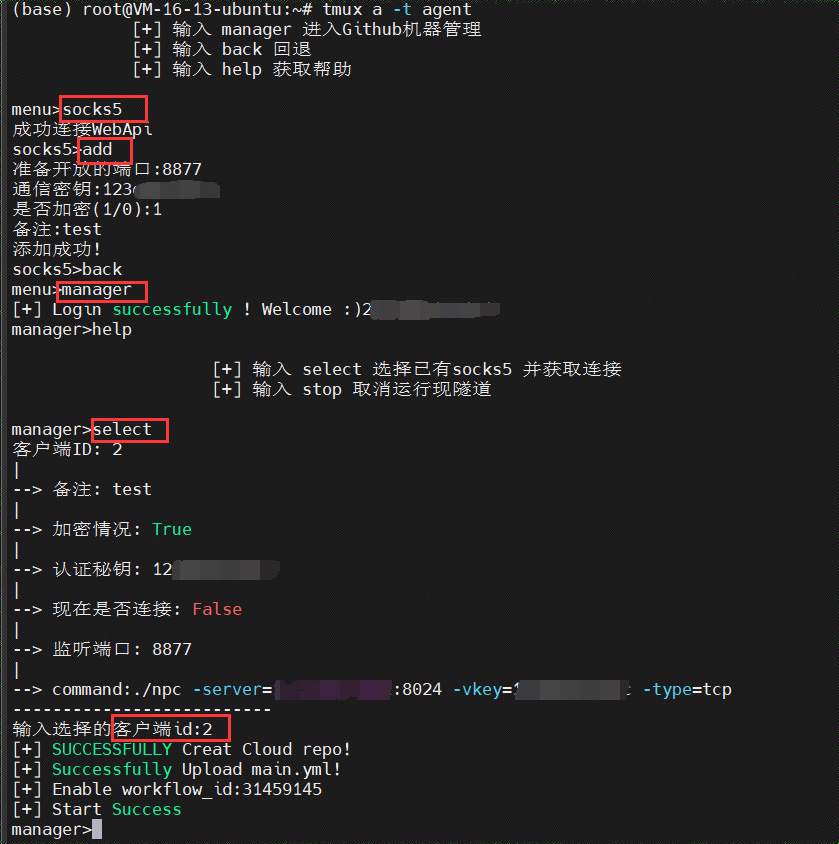 (base) root@VM-16-13-ubuntu:~# tmux a -t agent
[+] 输入 manager 进入Github机器管理
[+] 输入 back 回退
[+] 输入 help 获取帮助
menu>socks5
成功连接WebApi
socks5>add
准备开放的端口:8877
通信密钥:123
是否加密(1/0):1
备注:test
添加成功!
socks5>back
menu>manager
[+] Login successfully ! Welcome :)2
manager>help
[+] 输入 select 选择已有socks5 并获取连接
[+] 输入 stop 取消运行现隧道
manager>select
客户端ID: 2
|
--> 备注: test
|
--> 加密情况: True
|
--> 认证秘钥: 12
|
--> 现在是否连接: False
|
--> 监听端口: 8877
|
--> command:./npc -server= :8024 -vkey=1 -type=tcp
--------------------------
输入选择的客户端id:2
[+] SUCCESSFULLY Creat Cloud repo!
[+] Successfully Upload main.yml!
[+] Enable workflow_id:31459145
[+] Start Success
manager>